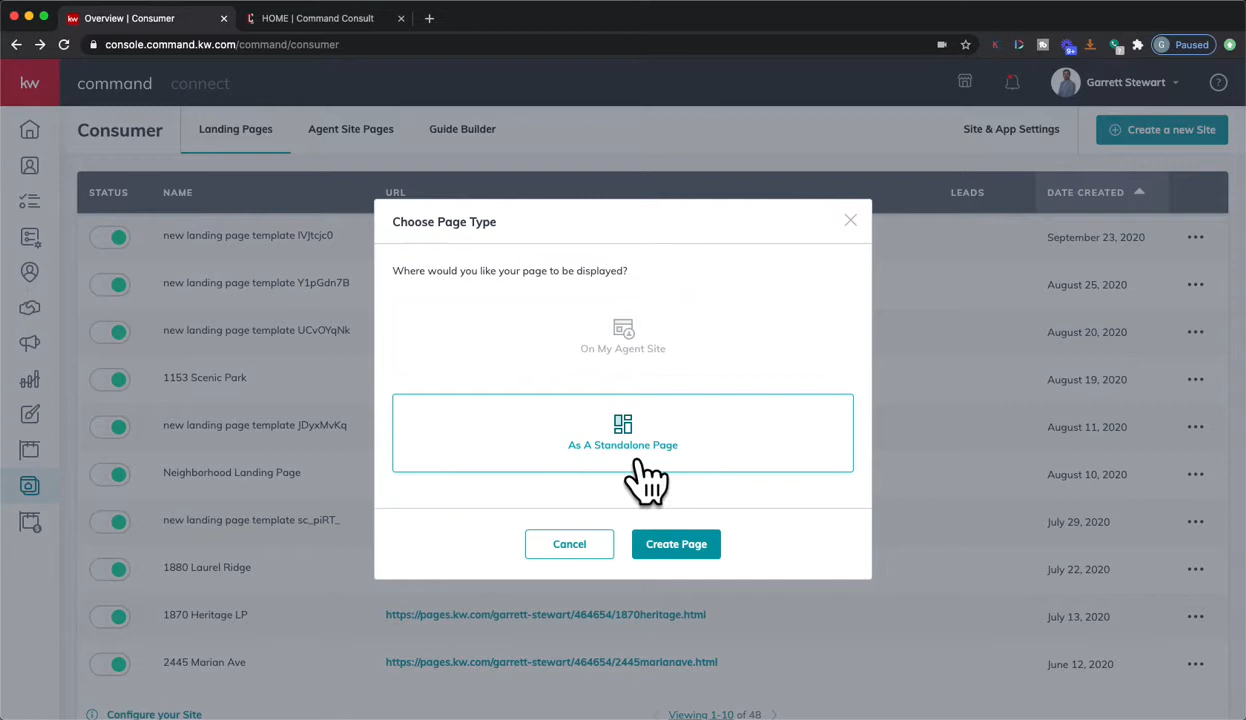 kw Overview | Consumer
HOME | Command Consult
console.command.kw.com/command/consumer
K
9+
7
G Paused
kw command connect
Garrett Stewart
?
Consumer Landing Pages Agent Site Pages Guide Builder Site & App Settings Create a new Site
STATUS NAME URL LEADS DATE CREATED
new landing page template IVJtcjc0 September 23, 2020
new landing page template Y1pGdn7B August 25, 2020
new landing page template UCvOYqNk August 20, 2020
1153 Scenic Park August 19, 2020
new landing page template JDyxMvKq August 11, 2020
Neighborhood Landing Page August 10, 2020
new landing page template sc_piRT_ July 29, 2020
1880 Laurel Ridge July 22, 2020
1870 Heritage LP https://pages.kw.com/garrett-stewart/464654/1870heritage.html July 13, 2020
2445 Marian Ave https://pages.kw.com/garrett-stewart/464654/2445marianave.html June 12, 2020
Configure your Site Viewing 1-10 of 48
Choose Page Type
Where would you like your page to be displayed?
On My Agent Site
As A Standalone Page
Cancel Create Page